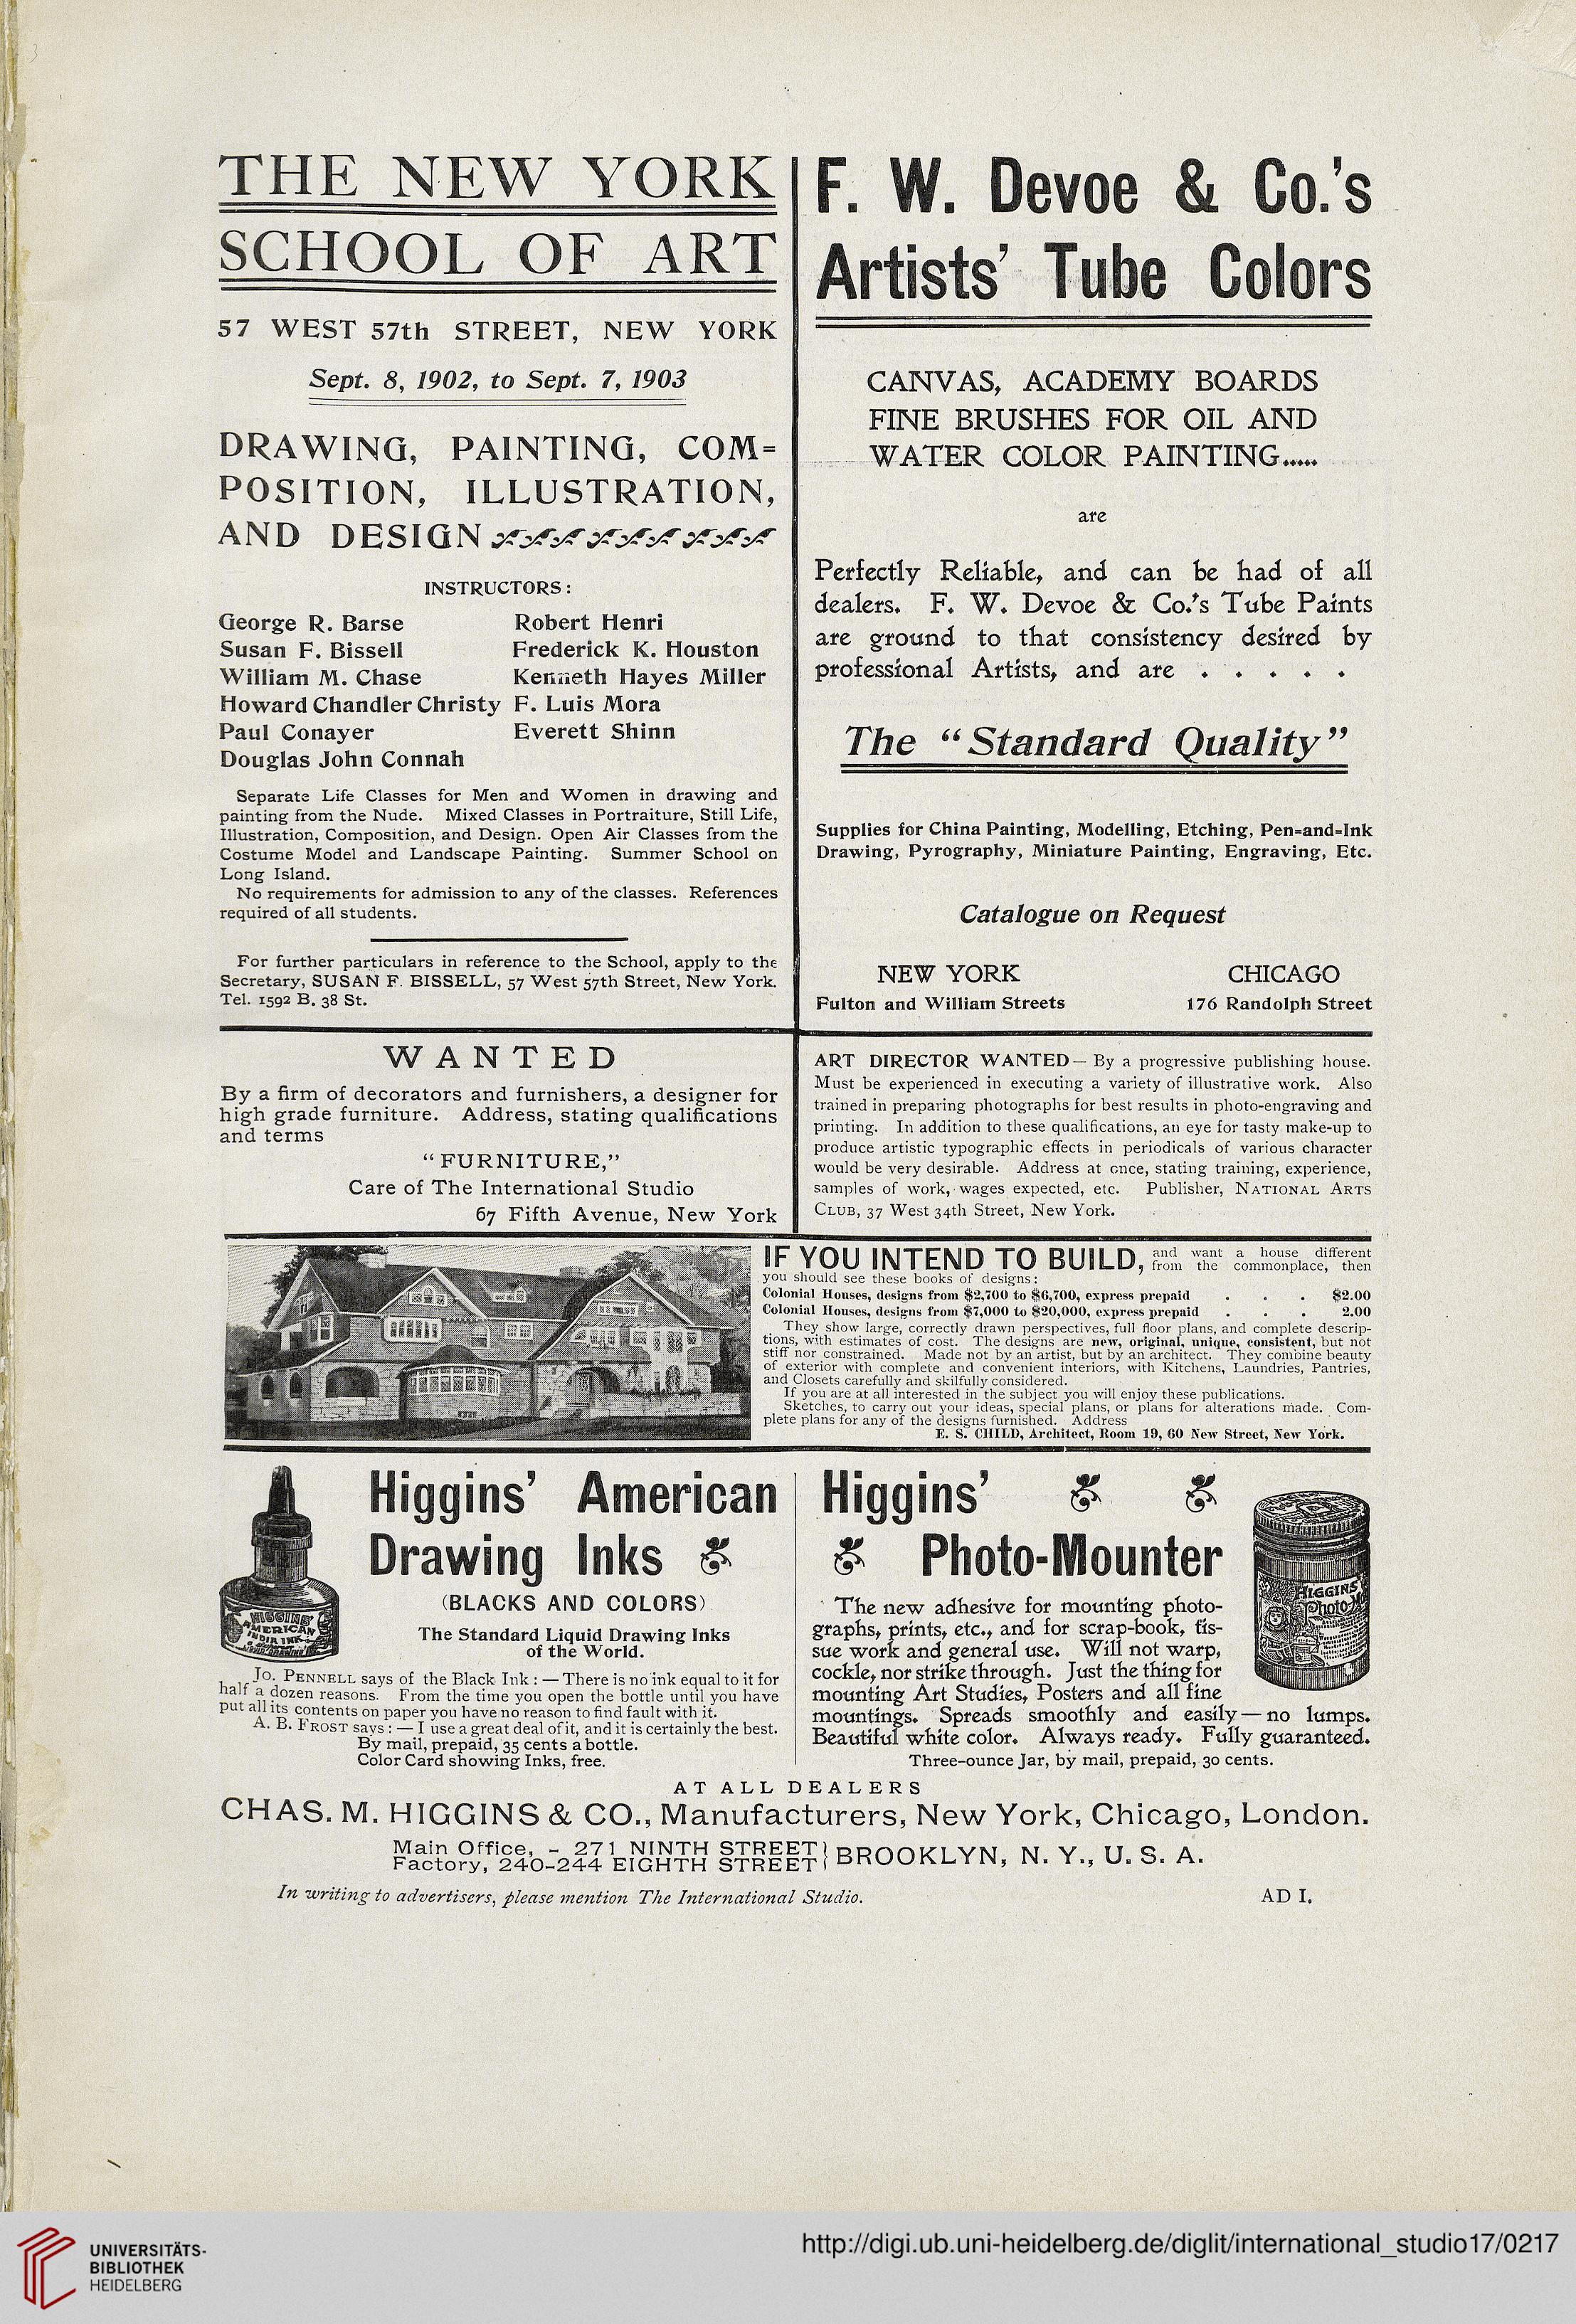 THE NEW YORK
SCHOOL OF ART
57 WEST 57th STREET, NEW YORK
Sept. 8, 1902, to Sept. 7, 1903
DRAWING, PAINTING, COM=
POSITION, ILLUSTRATION,
AND DESIGN
INSTRUCTORS:
George R. Barse
Susan F. Bissell
William M. Chase
Howard Chandler Christy
Paul Conayer
Douglas John Connah
Robert Henri
Frederick K. Houston
Kenneth Hayes Miller
F. Luis Mora
Everett Shinn
Separate Life Classes for Men and Women in drawing and
painting from the Nude. Mixed Classes in Portraiture, Still Life,
Illustration, Composition, and Design. Open Air Classes from the
Costume Model and Landscape Painting. Summer School on
Long Island.
No requirements for admission to any of the classes. References
required of all students.
For further particulars in reference to the School, apply to the
Secretary, SUSAN F. BISSELL, 57 West 57th Street, New York.
Tel. 1592 B. 38 St.
F. W. Devoe & Co.'s
Artists' Tube Colors
CANVAS, ACADEMY BOARDS
FINE BRUSHES FOR OIL AND
WATER COLOR PAINTING.....
are
Perfectly Reliable, and can be had of all
dealers. F. W. Devoe & Co.'s Tube Paints
are ground to that consistency desired by
professional Artists, and are . . . . .
The "Standard Quality"
Supplies for China Painting, Modelling, Etching, Pen=and=Ink
Drawing, Pyrography, Miniature Painting, Engraving, Etc.
Catalogue on Request
NEW YORK
Fulton and William Streets
CHICAGO
176 Randolph Street
WANTED
By a firm of decorators and furnishers, a designer for
high grade furniture. Address, stating qualifications
and terms
"FURNITURE,"
Care of The International Studio
67 Fifth Avenue, New York
ART DIRECTOR WANTED — By a progressive publishing house.
Must be experienced in executing a variety of illustrative work. Also
trained in preparing photographs for best results in photo-engraving and
printing. In addition to these qualifications, an eye for tasty make-up to
produce artistic typographic effects in periodicals of various character
would be very desirable. Address at once, stating training, experience,
samples of work, wages expected, etc. Publisher, NATIONAL ARTS
CLUB, 37 West 34th Street, New York.
IF YOU INTEND TO BUILD, and want a house different
from the commonplace, then
you should see these books of designs:
Colonial Houses, designs from $2,700 to $6,700, express prepaid . . . $2.00
Colonial Houses, designs from $7,000 to $20,000, express prepaid . . . 2.00
They show large, correctly drawn perspectives, full floor plans, and complete descrip-
tions, with estimates of cost. The designs are new, original, unique, consistent, but not
stiff nor constrained. Made not by an artist, but by an architect. They combine beauty
of exterior with complete and convenient interiors, with Kitchens, Laundries, Pantries,
and Closets carefully and skilfully considered.
If you are at all interested in the subject you will enjoy these publications.
Sketches, to carry out your ideas, special plans, or plans for alterations made. Com-
plete plans for any of the designs furnished. Address
E. S. CHILD, Architect, Room 19, 60 New Street, New York.
Higgins' American
Drawing Inks
(BLACKS AND COLORS)
The Standard Liquid Drawing Inks
of the World.
HIGGINS'
AMERICAN
INDIA INK
JO. PENNELL says of the Black Ink: — There is no ink equal to it for
half a dozen reasons. From the time you open the bottle until you have
put all its contents on paper you have no reason to find fault with it.
A. B. FROST says: — I use a great deal of it, and it is certainly the best.
By mail, prepaid, 35 cents a bottle.
Color Card showing Inks, free.
Higgins'
Photo-Mounter
The new adhesive for mounting photo-
graphs, prints, etc., and for scrap-book, tis-
sue work and general use. Will not warp,
cockle, nor strike through. Just the thing for
mounting Art Studies, Posters and all fine
mountings. Spreads smoothly and easily — no lumps.
Beautiful white color. Always ready. Fully guaranteed.
Three-ounce Jar, by mail, prepaid, 30 cents.
HIGGINS'
Photo-M
AT ALL DEALERS
CHAS. M. HIGGINS & CO., Manufacturers, New York, Chicago, London.
Main Office, - 271 NINTH STREET
Factory, 240-244 EIGHTH STREET
BROOKLYN, N. Y., U. S. A.
In writing to advertisers, please mention The International Studio.
AD I.
UNIVERSITÄTS-
BIBLIOTHEK
HEIDELBERG
http://digi.ub.uni-heidelberg.de/diglit/international_studio17/0217